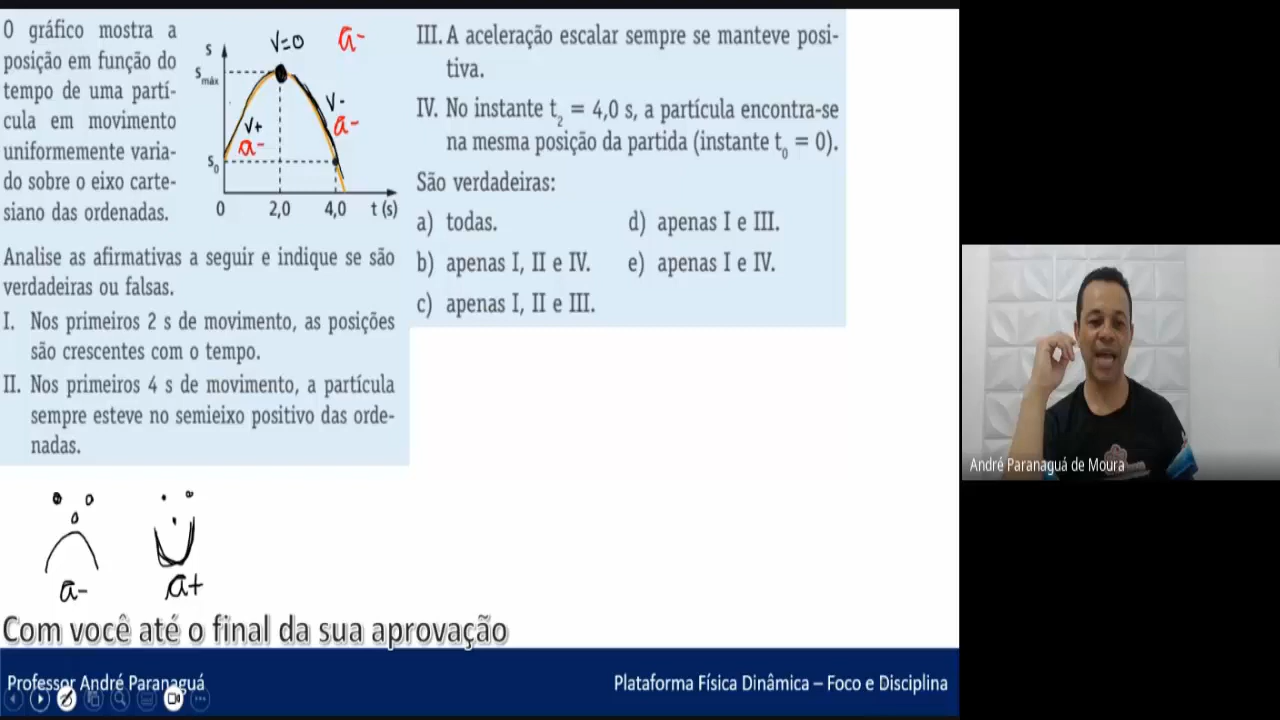 O gráfico mostra a
posição em função do
tempo de uma partí-
cula em movimento
uniformemente varia-
do sobre o eixo carte-
siano das ordenadas.
s
s máx
s0
0
2,0
4,0
t (s)
V=0
a-
V+
a-
V-
a-
Analise as afirmativas a seguir e indique se são
verdadeiras ou falsas.
I. Nos primeiros 2 s de movimento, as posições
são crescentes com o tempo.
II. Nos primeiros 4 s de movimento, a partícula
sempre esteve no semieixo positivo das orde-
nadas.
III. A aceleração escalar sempre se manteve posi-
tiva.
IV. No instante t2 = 4,0 s, a partícula encontra-se
na mesma posição da partida (instante t0 = 0).
São verdadeiras:
a) todas.
b) apenas I, II e IV.
c) apenas I, II e III.
d) apenas I e III.
e) apenas I e IV.
a-
a+
Com você até o final da sua aprovação
Professor André Paranaguá
Plataforma Física Dinâmica – Foco e Disciplina
André Paranaguá de Moura